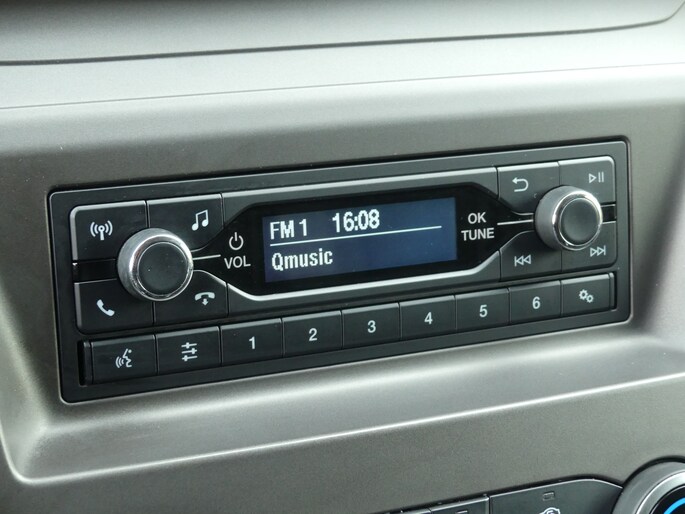 FM 1 16:08
Qmusic
VOL
OK
TUNE
1 2 3 4 5 6